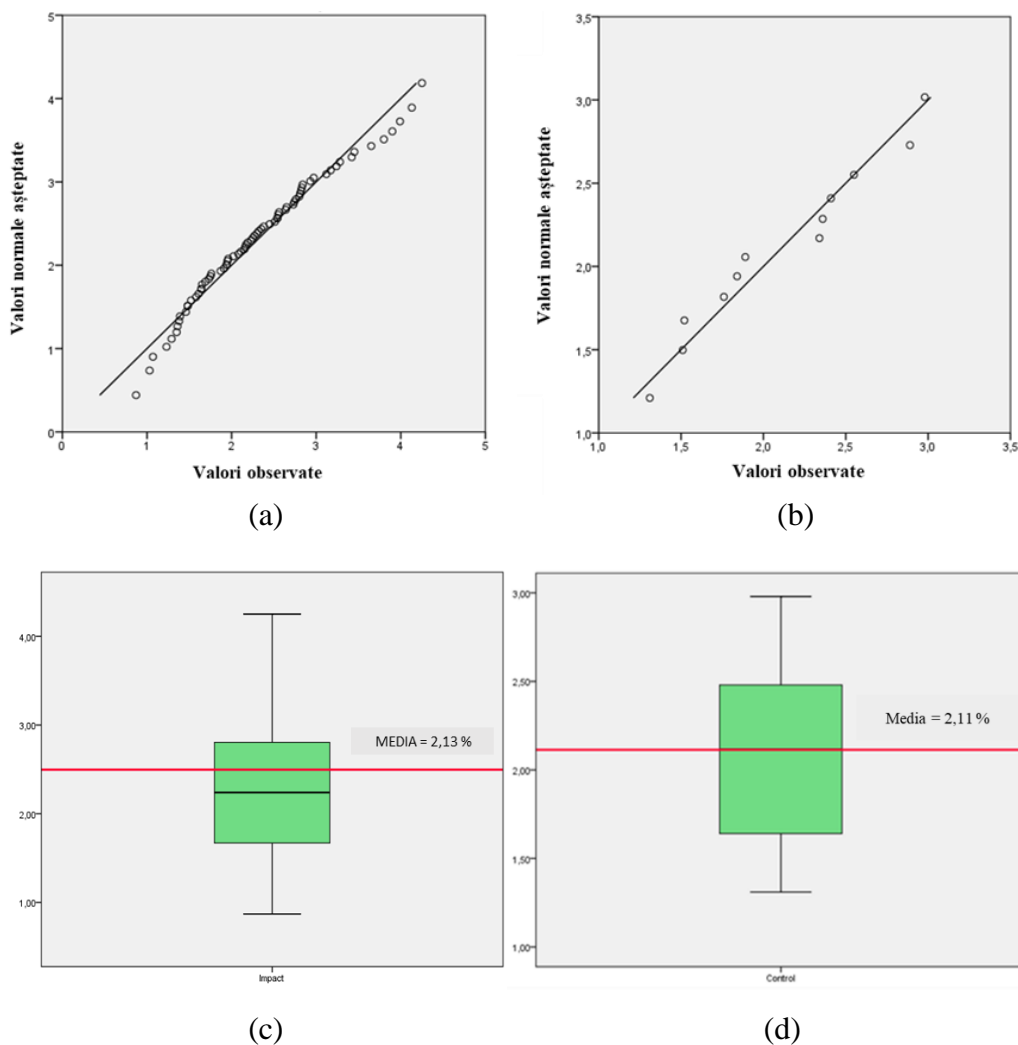 5
4
3
2
1
0
Valori normale așteptate
0 1 2 3 4 5
Valori observate
(a)
3,5
3,0
2,5
2,0
1,5
1,0
Valori normale așteptate
1,0 1,5 2,0 2,5 3,0 3,5
Valori observate
(b)
4,00
3,00
2,00
1,00
MEDIA = 2,13 %
Impact
(c)
3,00
2,50
2,00
1,50
1,00
Media = 2,11 %
Control
(d)